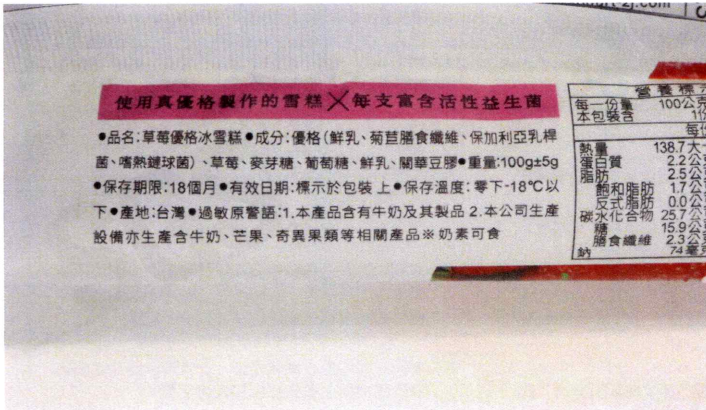 使用真優格製作的雪糕╳每支富含活性益生菌
●品名:草莓優格冰雪糕●成分:優格(鮮乳、菊苣膳食纖維、保加利亞乳桿
菌、嗜熱鏈球菌)、草莓、麥芽糖、葡萄糖、鮮乳、關華豆膠●重量:100g±5g
●保存期限:18個月●有效日期:標示於包裝上●保存溫度:零下-18℃以
下●產地:台灣●過敏原警語:1.本產品含有牛奶及其製品 2.本公司生產
設備亦生產含牛奶、芒果、奇異果類等相關產品※奶素可食
營養標示
每一份量 100公克
本包裝含 1份
每份
熱量 138.7大卡
蛋白質 2.2公克
脂肪 2.5公克
飽和脂肪 1.7公克
反式脂肪 0.0公克
碳水化合物 25.7公克
糖 15.9公克
膳食纖維 2.3公克
鈉 74毫克